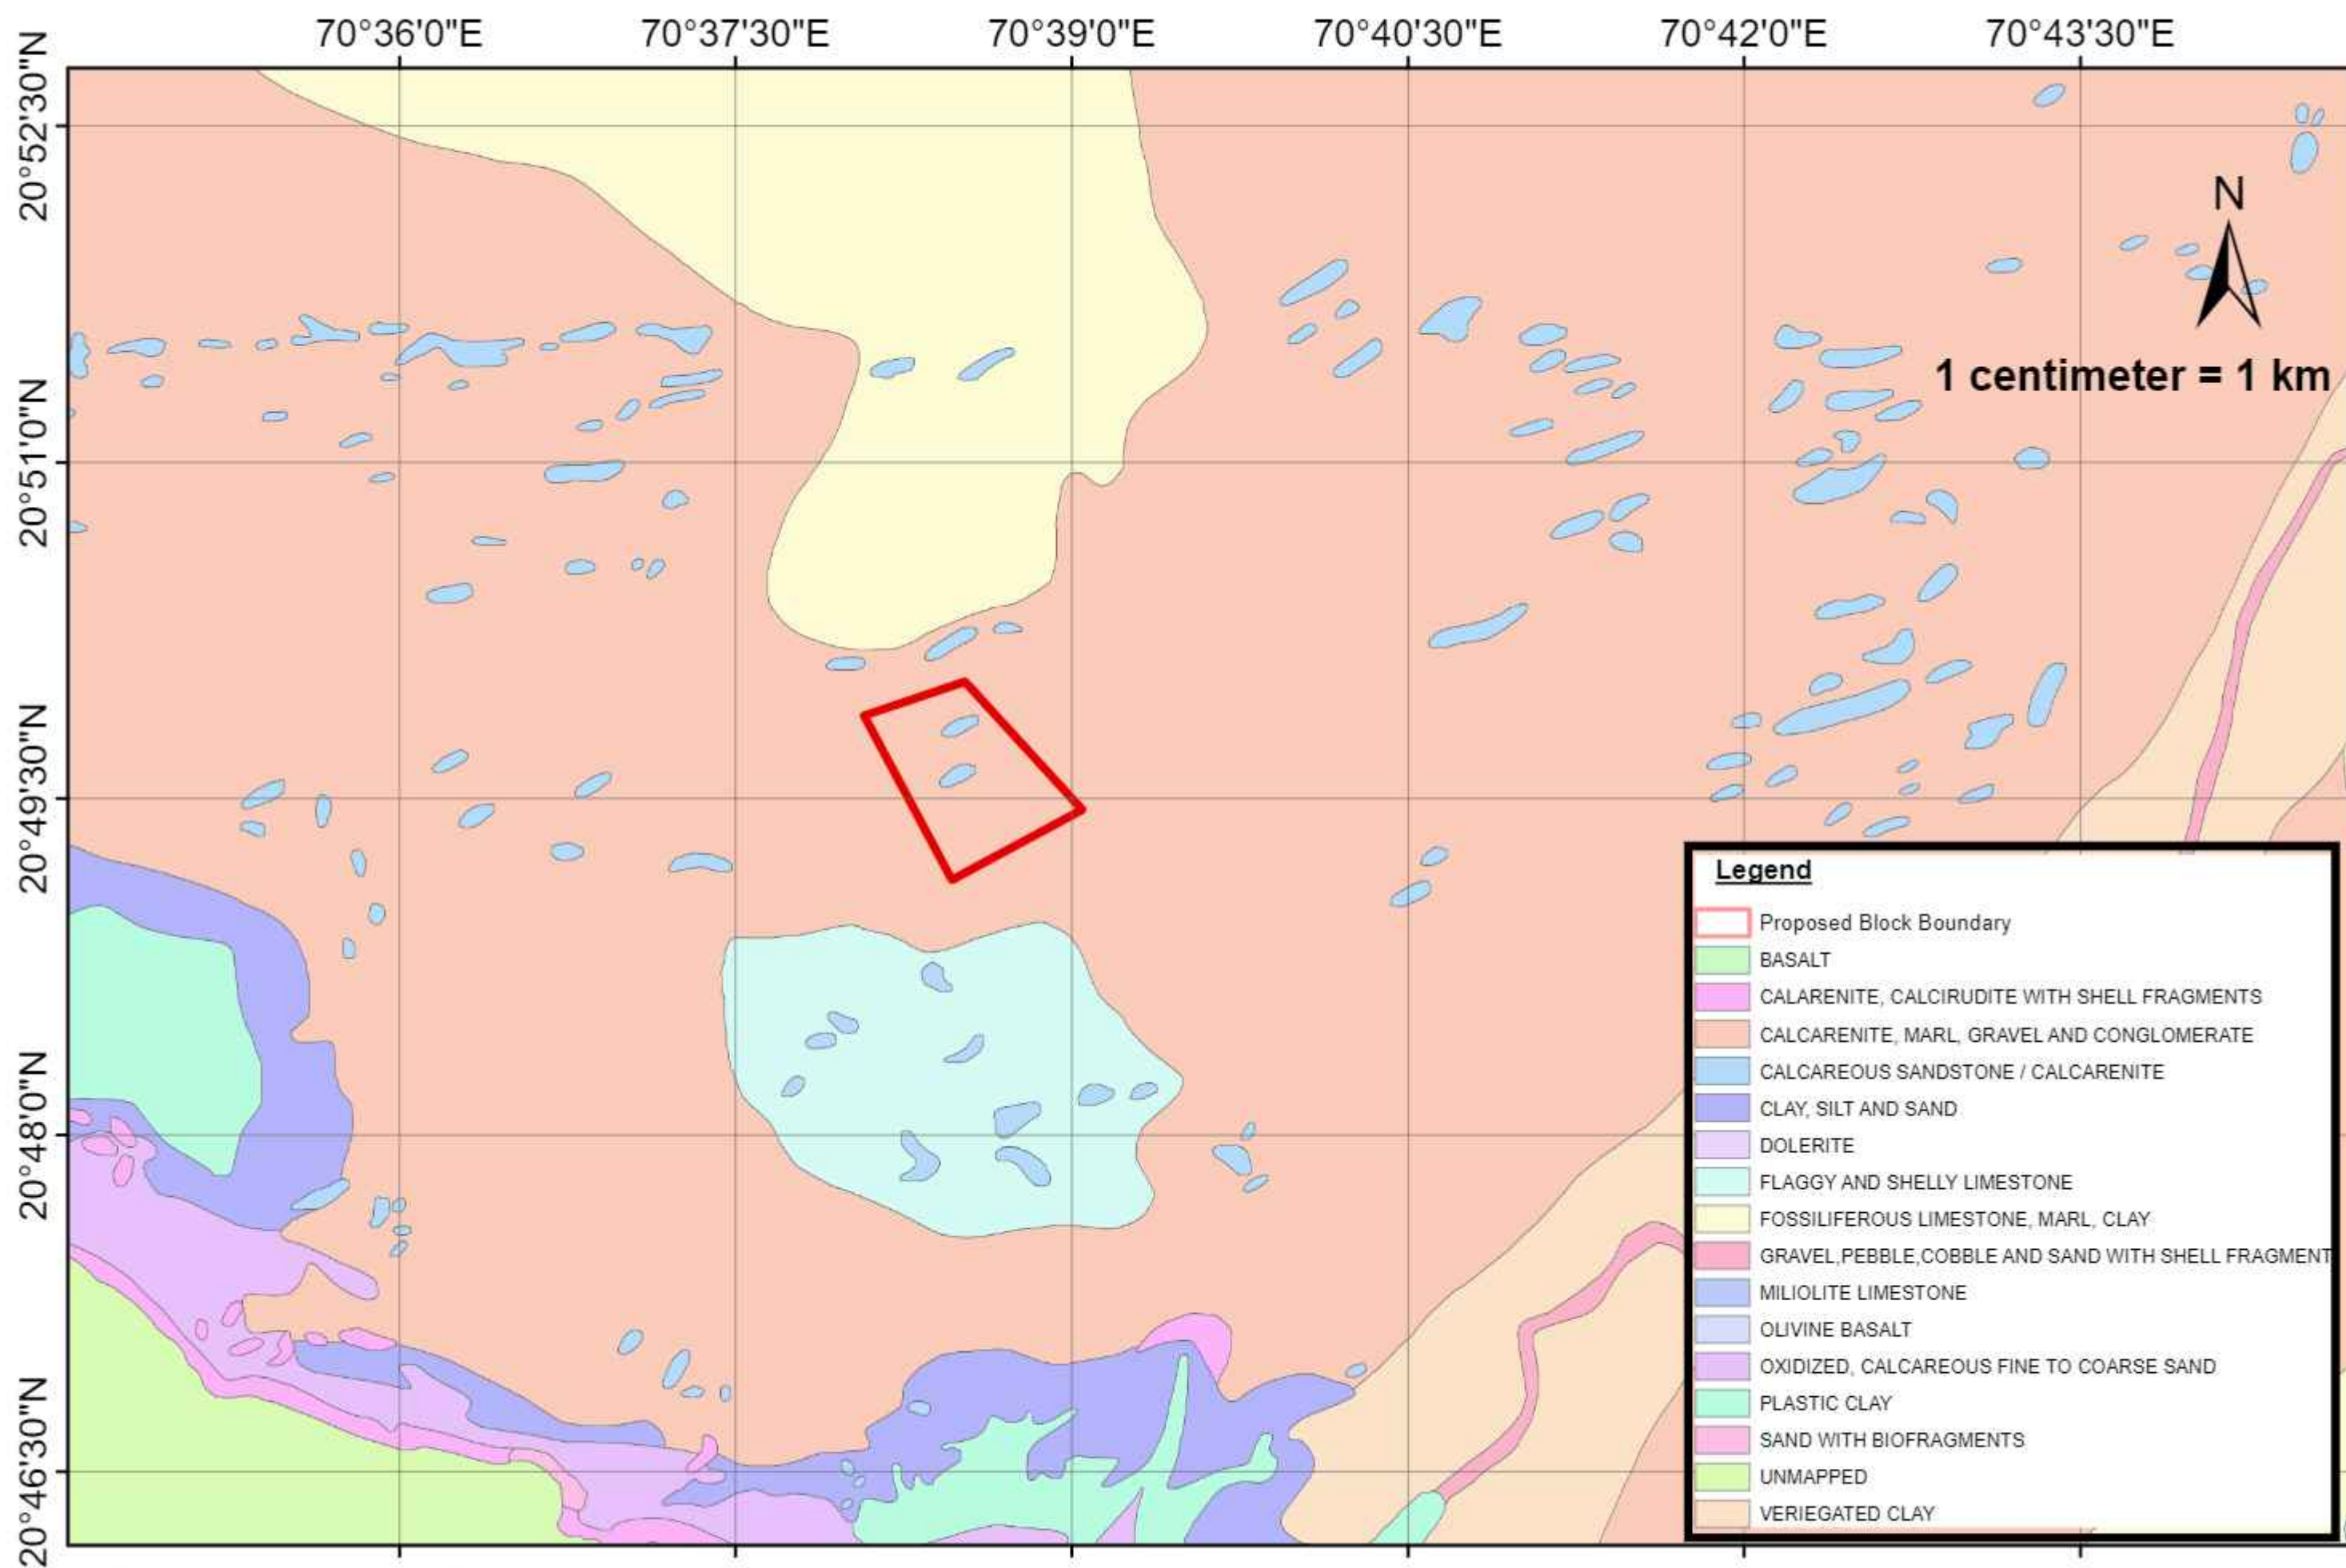 70°36'0"E 70°37'30"E 70°39'0"E 70°40'30"E 70°42'0"E 70°43'30"E
20°52'30"N
20°51'0"N
20°49'30"N
20°48'0"N
20°46'30"N
N
1 centimeter = 1 km
Legend
Proposed Block Boundary
BASALT
CALARENITE, CALCIRUDITE WITH SHELL FRAGMENTS
CALCARENITE, MARL, GRAVEL AND CONGLOMERATE
CALCAREOUS SANDSTONE / CALCARENITE
CLAY, SILT AND SAND
DOLERITE
FLAGGY AND SHELLY LIMESTONE
FOSSILIFEROUS LIMESTONE, MARL, CLAY
GRAVEL,PEBBLE,COBBLE AND SAND WITH SHELL FRAGMENT
MILIOLITE LIMESTONE
OLIVINE BASALT
OXIDIZED, CALCAREOUS FINE TO COARSE SAND
PLASTIC CLAY
SAND WITH BIOFRAGMENTS
UNMAPPED
VERIEGATED CLAY